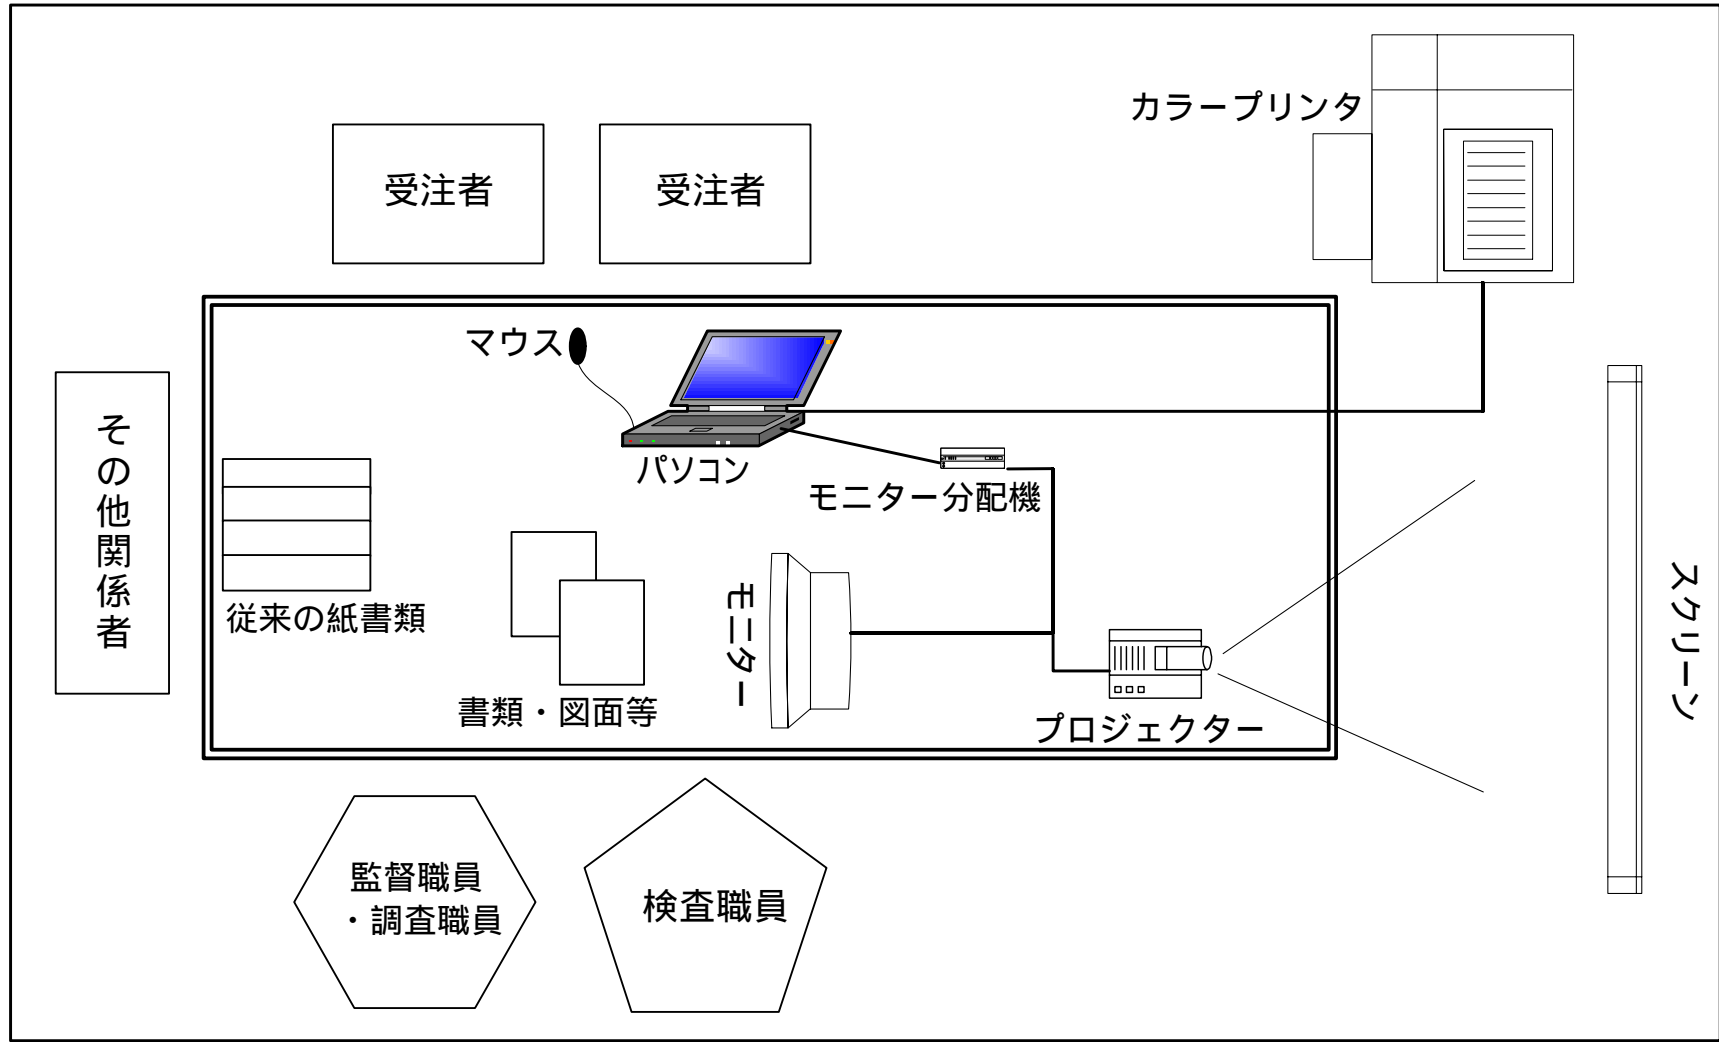 カラープリンタ
受注者
受注者
マウス
パソコン
モニター分配機
その他関係者
従来の紙書類
書類・図面等
モニター
プロジェクター
スクリーン
監督職員
・調査職員
検査職員